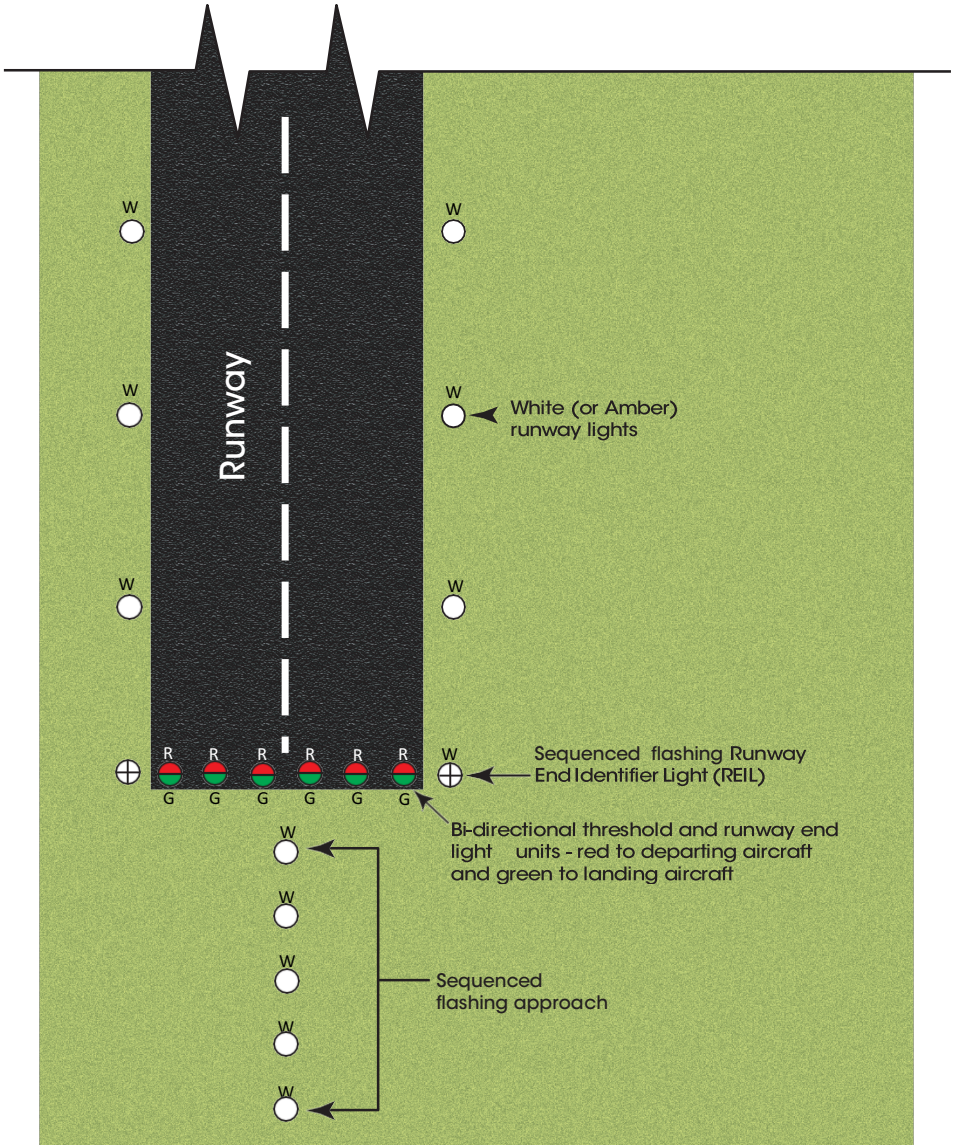 W W
W W
White (or Amber)
runway lights
Runway
W W
R R R R R R W
Sequenced flashing Runway
End Identifier Light (REIL)
G G G G G G
Bi-directional threshold and runway end
light units - red to departing aircraft
and green to landing aircraft
W
W
W
Sequenced
flashing approach
W
W